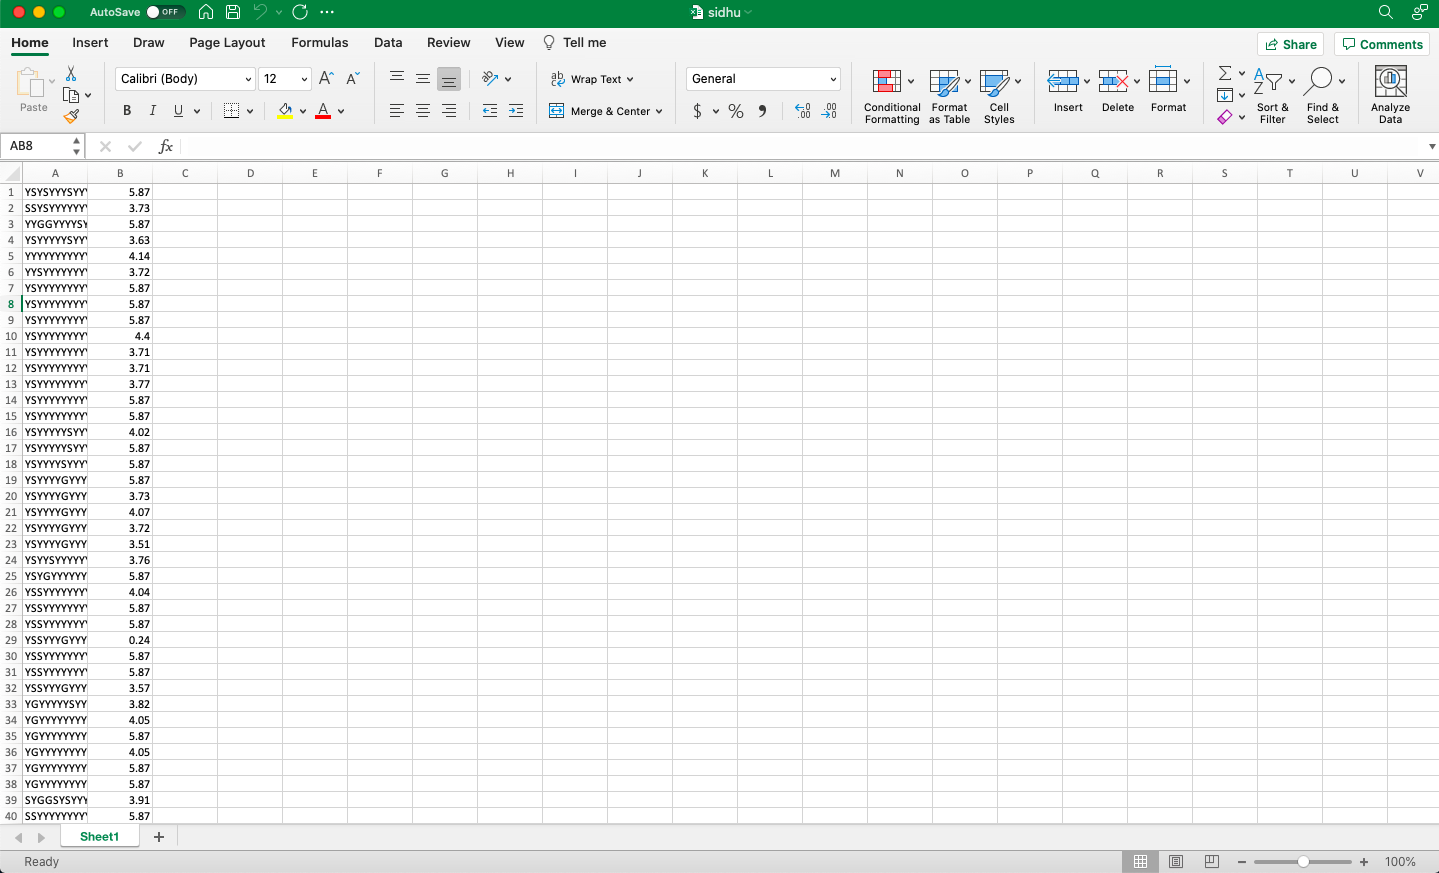 AutoSave OFF sidhu
Home Insert Draw Page Layout Formulas Data Review View Tell me Share Comments
Paste Calibri (Body) 12 A^ A˅ ab Wrap Text General Conditional Formatting Format as Table Cell Styles Insert Delete Format Sort & Filter Find & Select Analyze Data
B I U A Merge & Center $ % , .00 .00
AB8 fx
A B C D E F G H I J K L M N O P Q R S T U V
1 YSYSYYYSYY 5.87
2 SSYSYYYYYY 3.73
3 YYGGYYYYSY 5.87
4 YSYYYYYSYY 3.63
5 YYYYYYYYYY 4.14
6 YYSYYYYYYY 3.72
7 YSYYYYYYYY 5.87
8 YSYYYYYYYY 5.87
9 YSYYYYYYYY 5.87
10 YSYYYYYYYY 4.4
11 YSYYYYYYYY 3.71
12 YSYYYYYYYY 3.71
13 YSYYYYYYYY 3.77
14 YSYYYYYYYY 5.87
15 YSYYYYYYYY 5.87
16 YSYYYYYSYY 4.02
17 YSYYYYYSYY 5.87
18 YSYYYYSYYY 5.87
19 YSYYYYGYYY 5.87
20 YSYYYYGYYY 3.73
21 YSYYYYGYYY 4.07
22 YSYYYYGYYY 3.72
23 YSYYYYGYYY 3.51
24 YSYYSYYYYY 3.76
25 YSYGYYYYYY 5.87
26 YSSYYYYYYY 4.04
27 YSSYYYYYYY 5.87
28 YSSYYYYYYY 5.87
29 YSSYYYGYYY 0.24
30 YSSYYYYYYY 5.87
31 YSSYYYYYYY 5.87
32 YSSYYYGYYY 3.57
33 YGYYYYYSYY 3.82
34 YGYYYYYYYY 4.05
35 YGYYYYYYYY 5.87
36 YGYYYYYYYY 4.05
37 YGYYYYYYYY 5.87
38 YGYYYYYYYY 5.87
39 SYGGSYSYYY 3.91
40 SSYYYYYYYY 5.87
Sheet1 +
Ready 100%